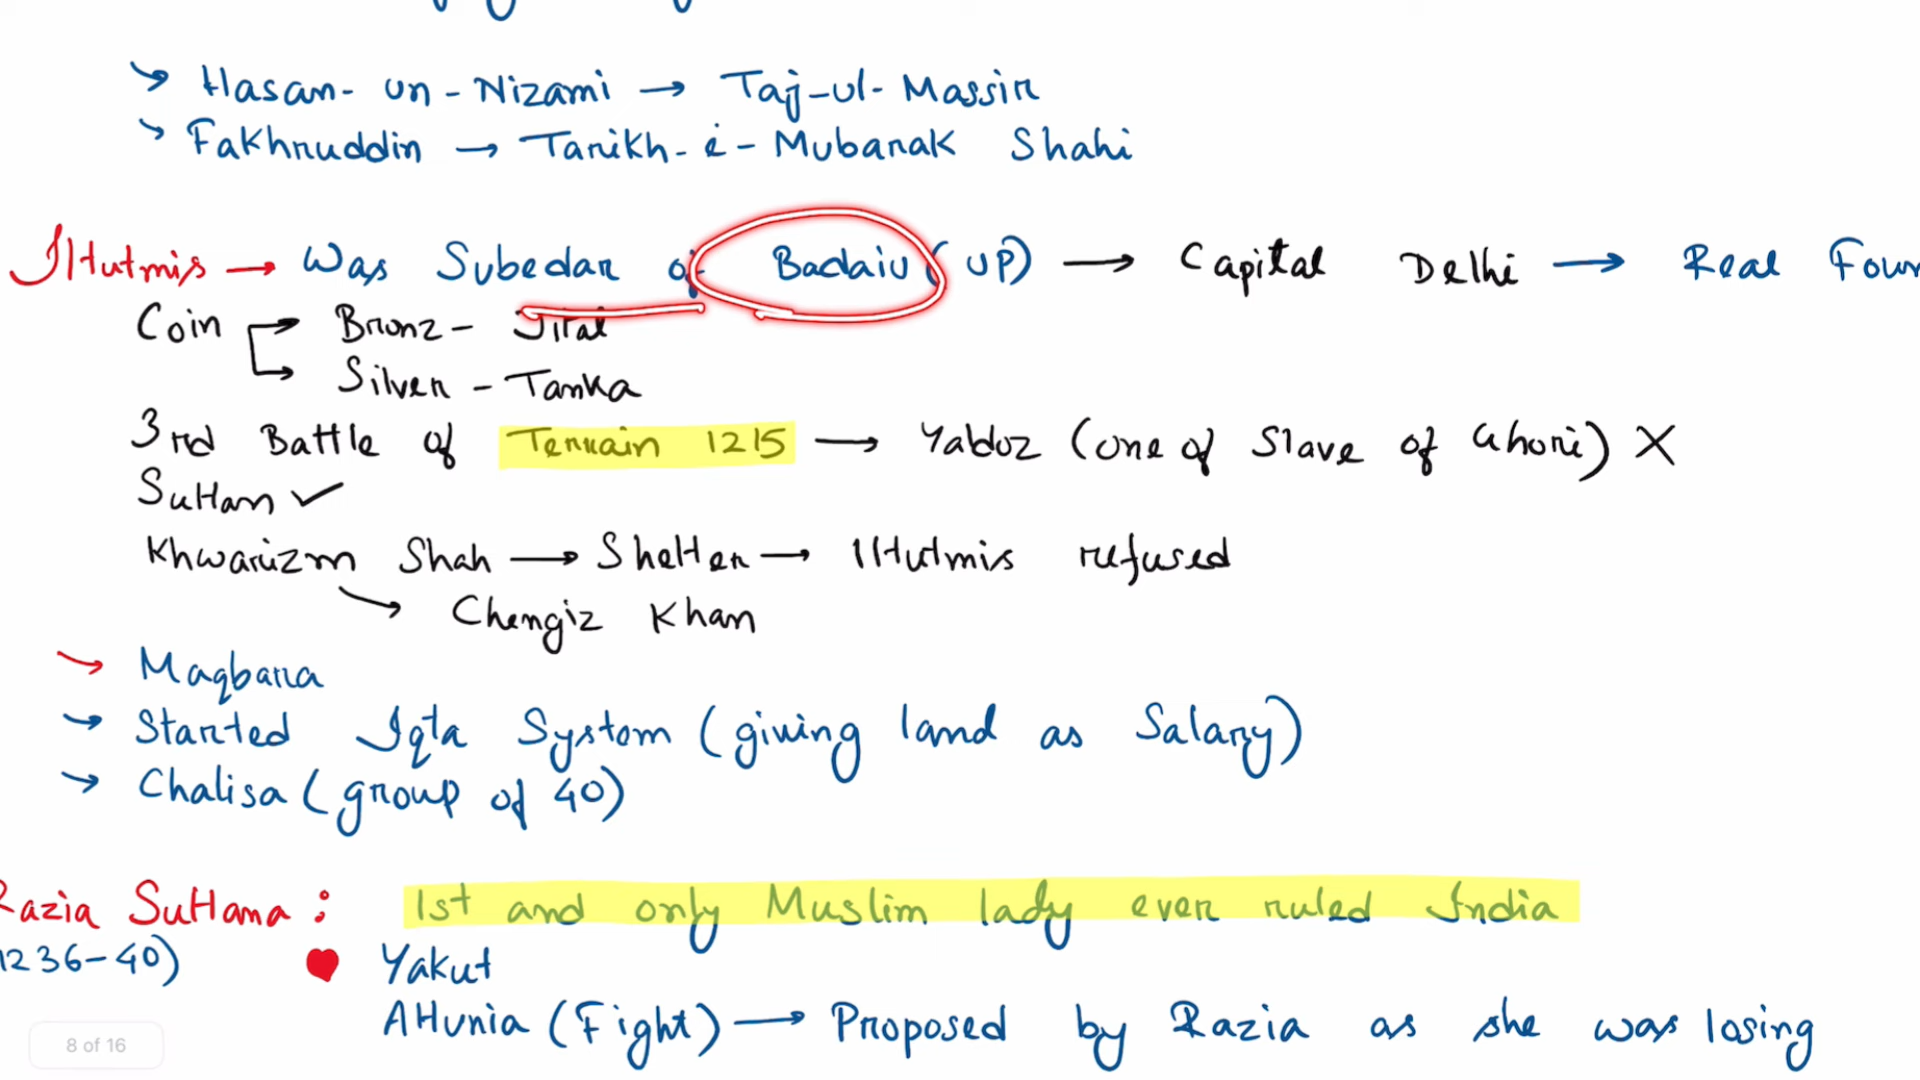 Hasan-un-Nizami → Taj-ul-Massir
Fakhruddin → Tarikh-i-Mubarak Shahi
Iltutmis → Was Subedar of Badaiu (UP) → Capital Delhi → Real Foun
Coin → Bronz - Jital
→ Silver - Tanka
3rd Battle of Terrain 1215 → Yaldoz (one of Slave of Ghori) X
Sultan ✓
Khwarizm Shah → Shelter → Iltutmis refused
→ Chengiz Khan
→ Maqbara
→ Started Iqta System (giving land as Salary)
→ Chalisa (group of 40)
Razia Sultana : 1st and only Muslim lady ever ruled India
1236-40) ♥ Yakut
Altunia (Fight) → Proposed by Razia as she was losing
8 of 16